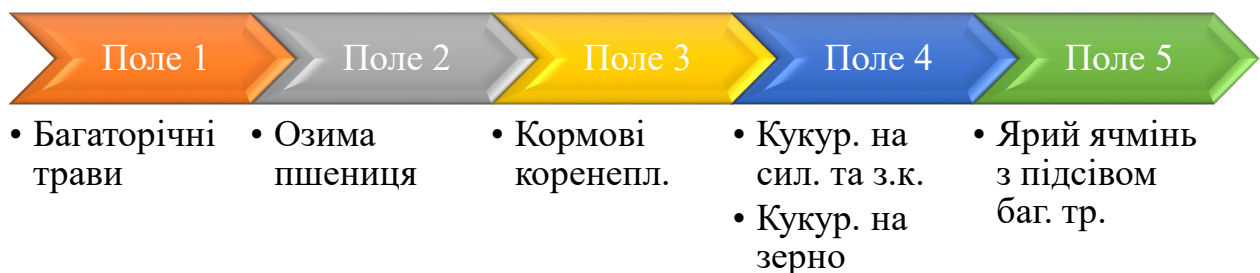 Поле 1
Поле 2
Поле 3
Поле 4
Поле 5
• Багаторічні
трави
• Озима
пшениця
• Кормові
коренепл.
• Кукур. на
сил. та з.к.
• Кукур. на
зерно
• Ярий ячмінь
з підсівом
баг. тр.